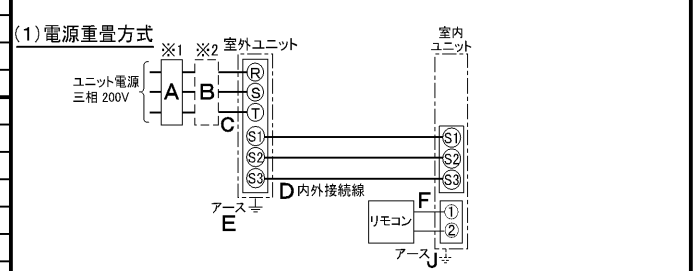 (1)電源重畳方式
※1
※2
室外ユニット
室内
ユニット
ユニット電源
三相 200V
A
B
C
R
S
T
S1
S2
S3
S1
S2
S3
D 内外接続線
アース
E
F
リモコン
1
2
アース
J